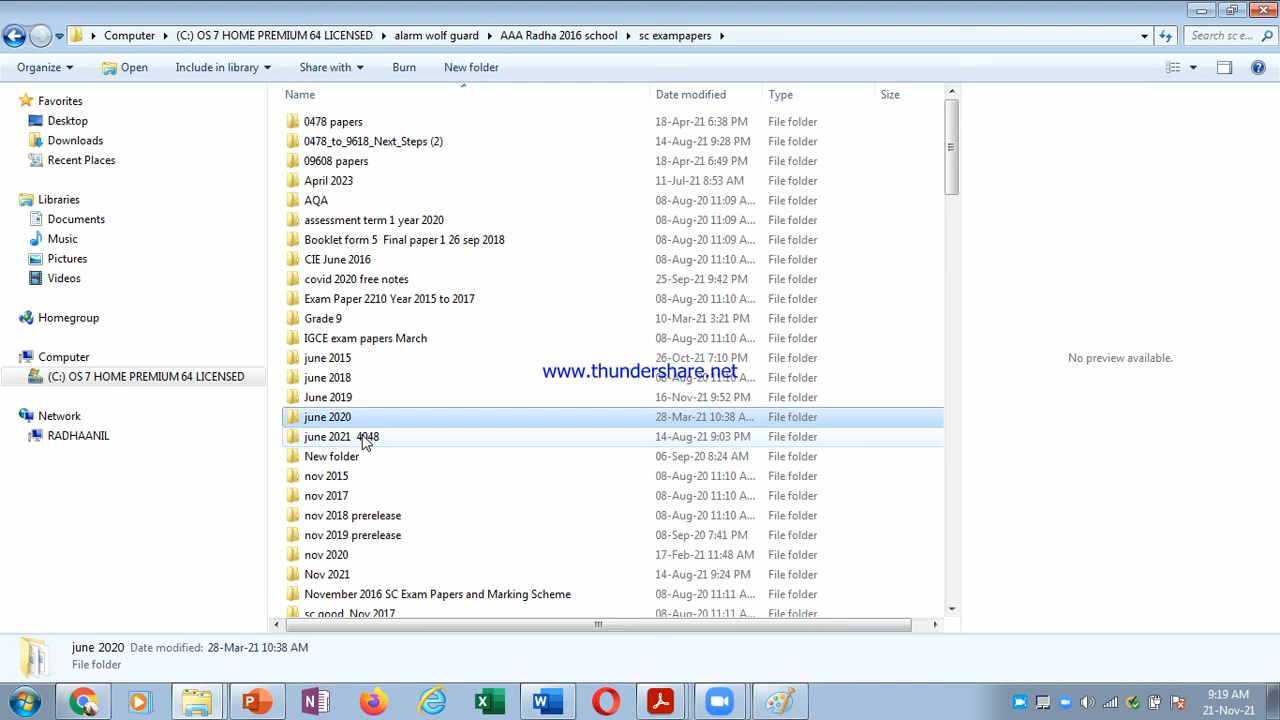 Computer (C:) OS 7 HOME PREMIUM 64 LICENSED alarm wolf guard AAA Radha 2016 school sc exampapers Search sc e...
Organize Open Include in library Share with Burn New folder
Name Date modified Type Size
Favorites
Desktop
Downloads
Recent Places
Libraries
Documents
Music
Pictures
Videos
Homegroup
Computer
(C:) OS 7 HOME PREMIUM 64 LICENSED
Network
RADHAANIL
0478 papers 18-Apr-21 6:38 PM File folder
0478_to_9618_Next_Steps (2) 14-Aug-21 9:28 PM File folder
09608 papers 18-Apr-21 6:49 PM File folder
April 2023 11-Jul-21 8:53 AM File folder
AQA 08-Aug-20 11:09 A... File folder
assessment term 1 year 2020 08-Aug-20 11:09 A... File folder
Booklet form 5 Final paper 1 26 sep 2018 08-Aug-20 11:09 A... File folder
CIE June 2016 08-Aug-20 11:10 A... File folder
covid 2020 free notes 25-Sep-21 9:42 PM File folder
Exam Paper 2210 Year 2015 to 2017 08-Aug-20 11:10 A... File folder
Grade 9 10-Mar-21 3:21 PM File folder
IGCE exam papers March 08-Aug-20 11:10 A... File folder
june 2015 26-Oct-21 7:10 PM File folder
www.thundershare.net
june 2018 08-Aug-20 11:10 A... File folder
June 2019 16-Nov-21 9:52 PM File folder
june 2020 28-Mar-21 10:38 A... File folder
june 2021 4048 14-Aug-21 9:03 PM File folder
New folder 06-Sep-20 8:24 AM File folder
nov 2015 08-Aug-20 11:10 A... File folder
nov 2017 08-Aug-20 11:10 A... File folder
nov 2018 prerelease 08-Aug-20 11:10 A... File folder
nov 2019 prerelease 08-Sep-20 7:41 PM File folder
nov 2020 17-Feb-21 11:48 AM File folder
Nov 2021 14-Aug-21 9:24 PM File folder
November 2016 SC Exam Papers and Marking Scheme 08-Aug-20 11:11 A... File folder
sc good Nov 2017 08-Aug-20 11:11 A... File folder
No preview available.
june 2020 Date modified: 28-Mar-21 10:38 AM
File folder
9:19 AM
21-Nov-21